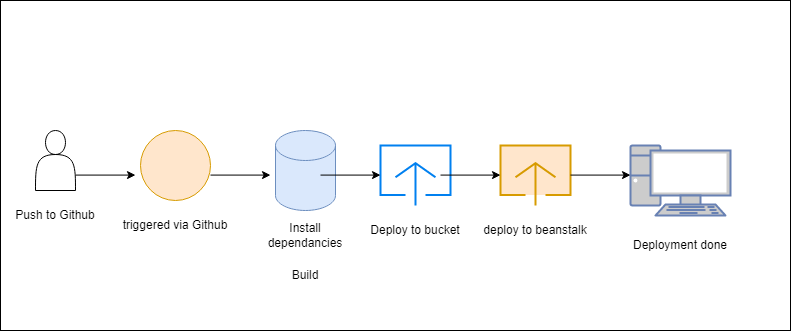 Push to Github
triggered via Github
Install
dependancies
Build
Deploy to bucket
deploy to beanstalk
Deployment done